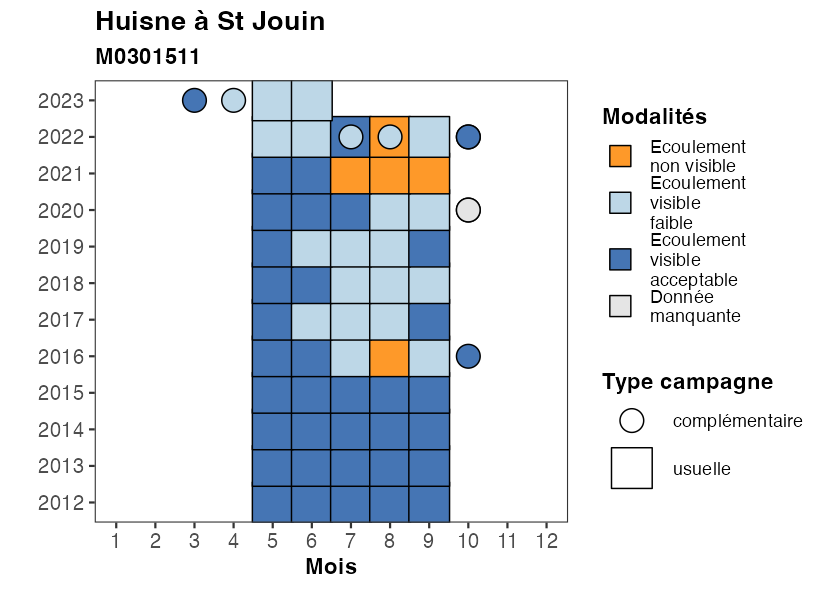 Huisne à St Jouin
M0301511
2023
2022
2021
2020
2019
2018
2017
2016
2015
2014
2013
2012
1 2 3 4 5 6 7 8 9 10 11 12
Mois
Modalités
Ecoulement
non visible
Ecoulement
visible
faible
Ecoulement
visible
acceptable
Donnée
manquante
Type campagne
complémentaire
usuelle